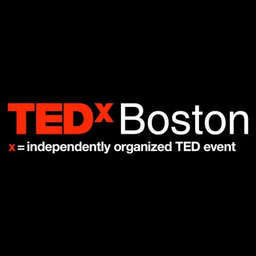 TEDx Boston
x = independently organized TED event